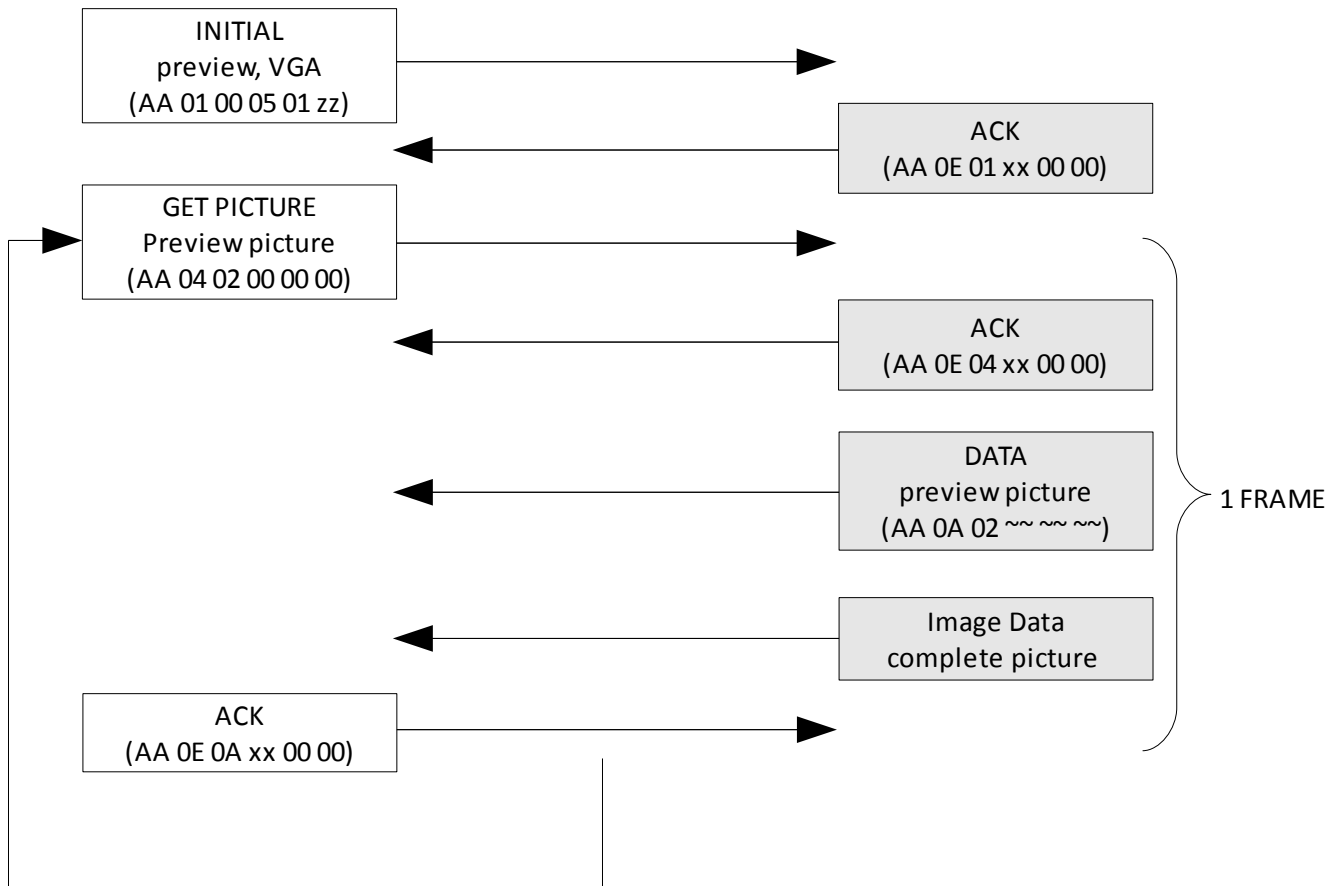 INITIAL
preview, VGA
(AA 01 00 05 01 zz)
ACK
(AA 0E 01 xx 00 00)
GET PICTURE
Preview picture
(AA 04 02 00 00 00)
ACK
(AA 0E 04 xx 00 00)
DATA
preview picture
(AA 0A 02 ~~ ~~ ~~)
1 FRAME
Image Data
complete picture
ACK
(AA 0E 0A xx 00 00)